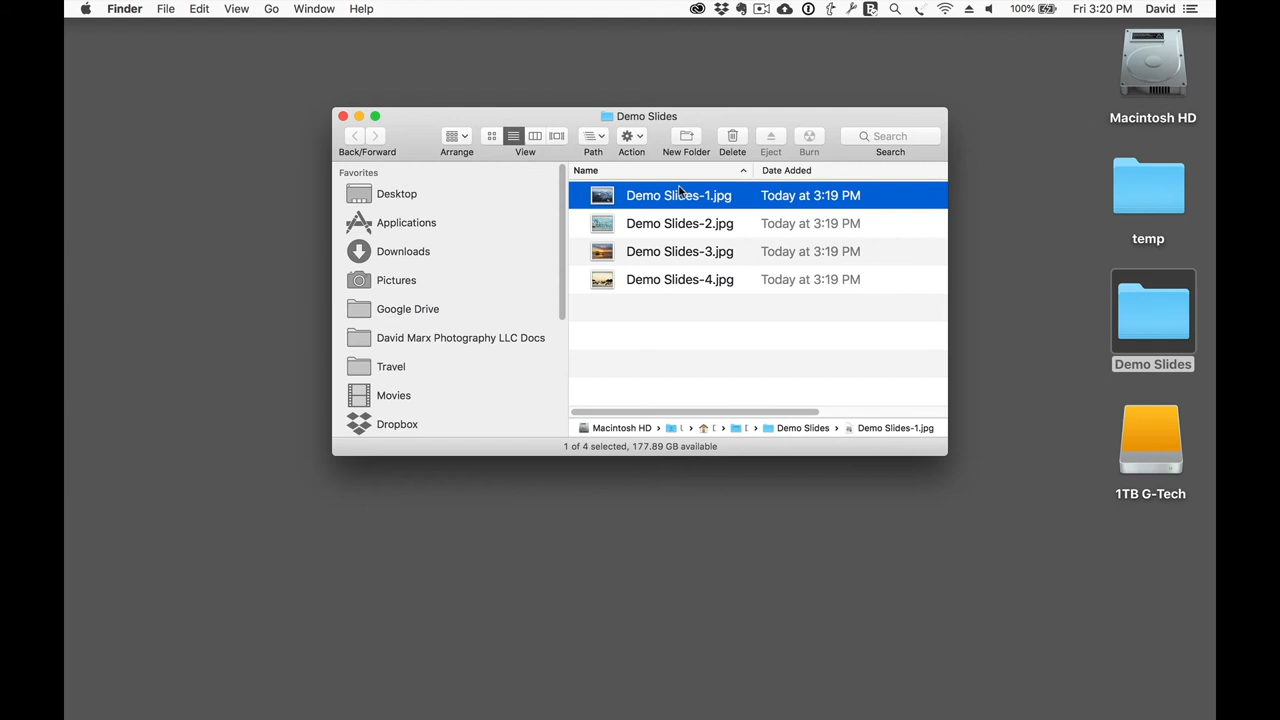 Finder File Edit View Go Window Help 100% Fri 3:20 PM David
Macintosh HD
temp
Demo Slides
1TB G-Tech
Demo Slides
Search
Back/Forward Arrange View Path Action New Folder Delete Eject Burn Search
Favorites
Desktop
Applications
Downloads
Pictures
Google Drive
David Marx Photography LLC Docs
Travel
Movies
Dropbox
Name Date Added
Demo Slides-1.jpg Today at 3:19 PM
Demo Slides-2.jpg Today at 3:19 PM
Demo Slides-3.jpg Today at 3:19 PM
Demo Slides-4.jpg Today at 3:19 PM
Macintosh HD › › › › Demo Slides › Demo Slides-1.jpg
1 of 4 selected, 177.89 GB available